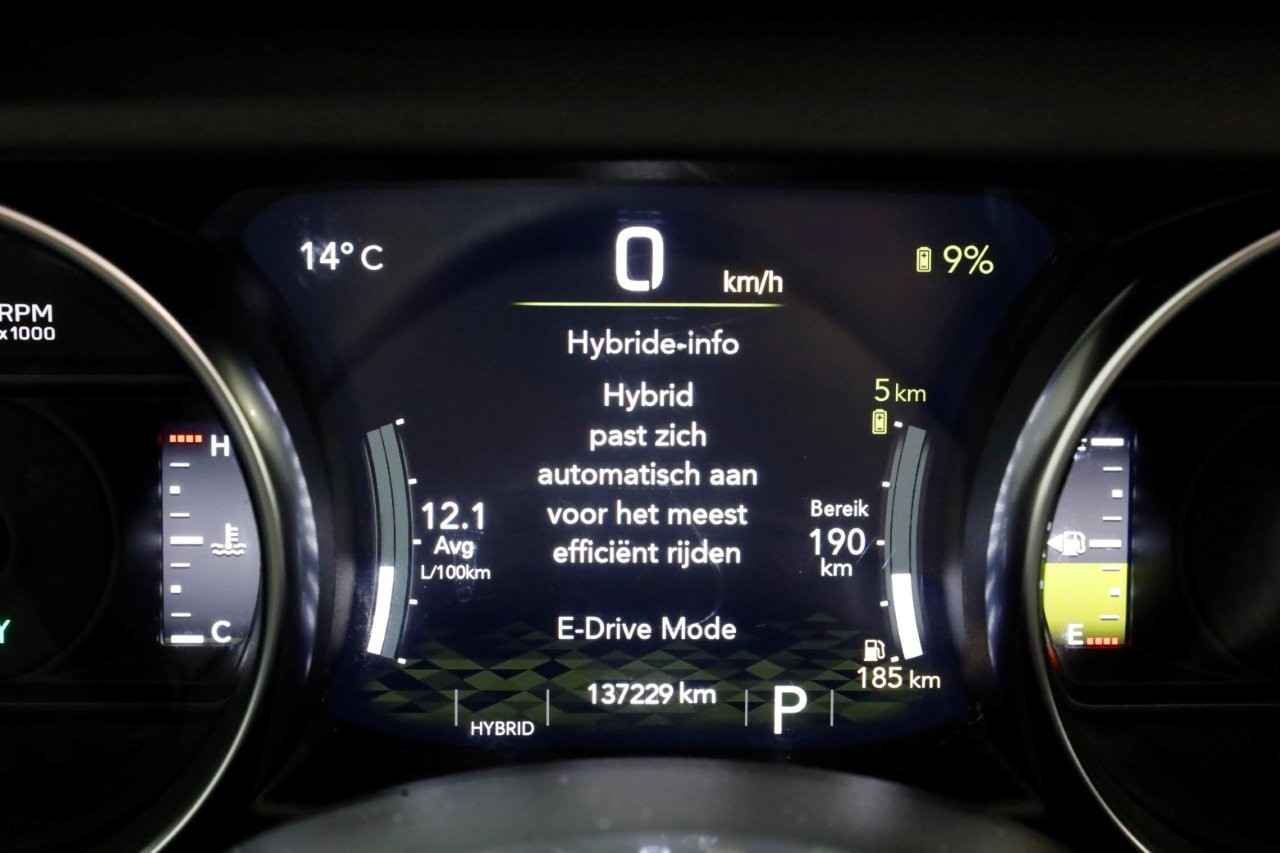 14° C
0
km/h
9%
RPM
x1000
Hybride-info
Hybrid
past zich
automatisch aan
voor het meest
efficiënt rijden
E-Drive Mode
5 km
H
C
12.1
Avg
L/100km
Bereik
190
km
185 km
E
Y
137229 km
HYBRID
P